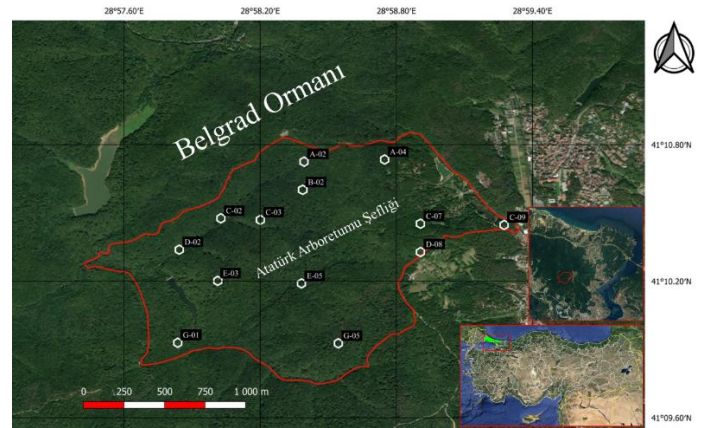 28°57.60' 28°58.20' 28°58.80' 28°59.40'
Belgrad Ormanı
41°10.80'
A-02
A-04
B-02
Atatürk Arboretumu Şefliği
C-02
C-03
C-07
C-09
D-02
D-08
E-03
E-05
41°10.20'
G-01
G-05
0 250 500 750 1 000 m
41°09.60'